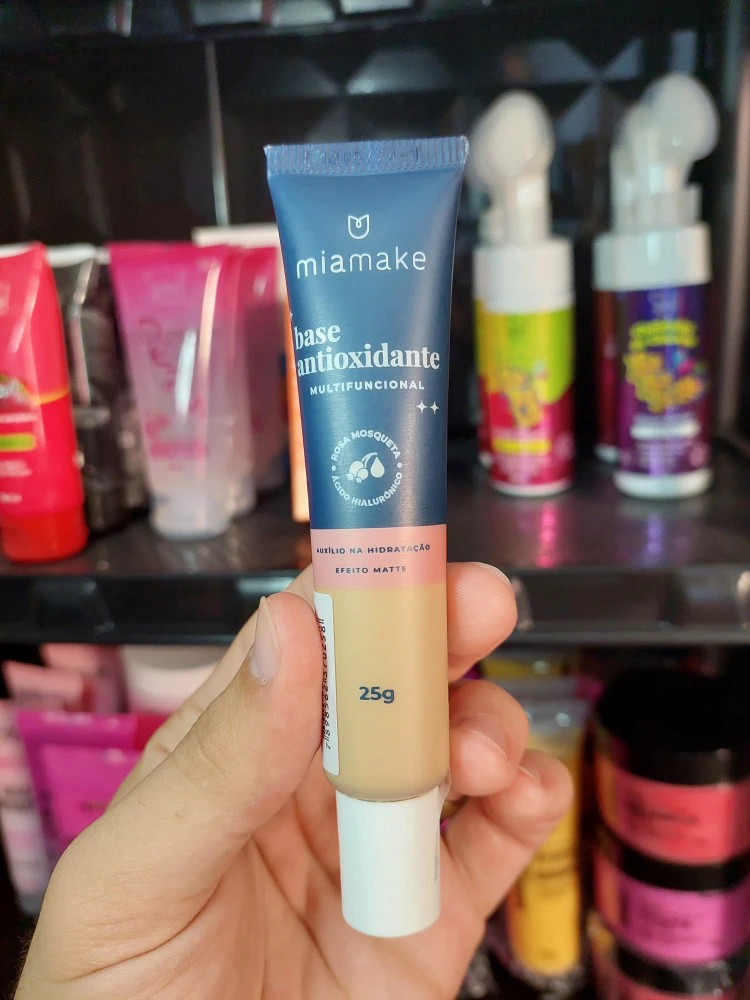 miamake
base
antioxidante
MULTIFUNCIONAL
ROSA MOSQUETA
ÁCIDO HIALURÔNICO
AUXÍLIO NA HIDRATAÇÃO
EFEITO MATTE
25g